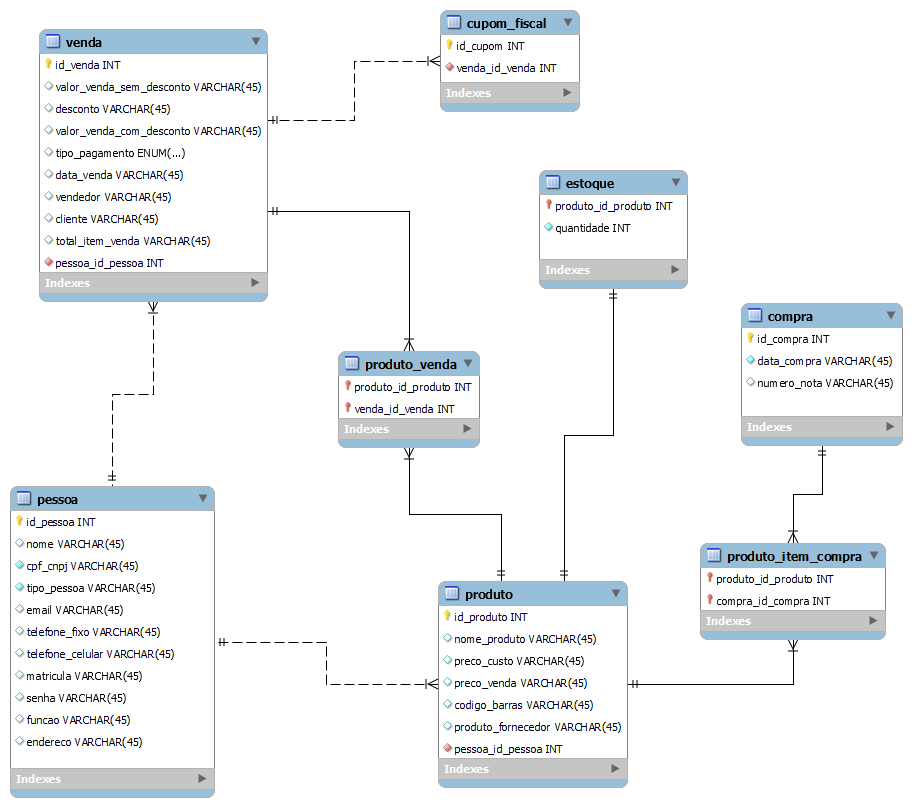 venda
id_venda INT
valor_venda_sem_desconto VARCHAR(45)
desconto VARCHAR(45)
valor_venda_com_desconto VARCHAR(45)
tipo_pagamento ENUM(...)
data_venda VARCHAR(45)
vendedor VARCHAR(45)
cliente VARCHAR(45)
total_item_venda VARCHAR(45)
pessoa_id_pessoa INT
Indexes
cupom_fiscal
id_cupom INT
venda_id_venda INT
Indexes
estoque
produto_id_produto INT
quantidade INT
Indexes
compra
id_compra INT
data_compra VARCHAR(45)
numero_nota VARCHAR(45)
Indexes
produto_venda
produto_id_produto INT
venda_id_venda INT
Indexes
pessoa
id_pessoa INT
nome VARCHAR(45)
cpf_cnpj VARCHAR(45)
tipo_pessoa VARCHAR(45)
email VARCHAR(45)
telefone_fixo VARCHAR(45)
telefone_celular VARCHAR(45)
matricula VARCHAR(45)
senha VARCHAR(45)
funcao VARCHAR(45)
endereco VARCHAR(45)
Indexes
produto
id_produto INT
nome_produto VARCHAR(45)
preco_custo VARCHAR(45)
preco_venda VARCHAR(45)
codigo_barras VARCHAR(45)
produto_fornecedor VARCHAR(45)
pessoa_id_pessoa INT
Indexes
produto_item_compra
produto_id_produto INT
compra_id_compra INT
Indexes